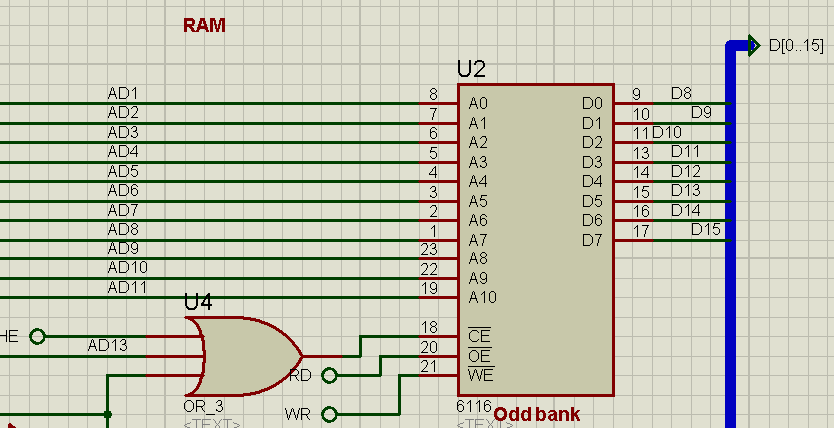 RAM
D[0..15]
U2
AD1 8 A0 D0 9 D8
AD2 7 A1 D1 10 D9
AD3 6 A2 D2 11 D10
AD4 5 A3 D3 13 D11
AD5 4 A4 D4 14 D12
AD6 3 A5 D5 15 D13
AD7 2 A6 D6 16 D14
AD8 1 A7 D7 17 D15
AD9 23 A8
AD10 22 A9
AD11 19 A10
U4
HE 18 CE
AD13 20 OE
RD 21 WE
OR_3 WR 6116 Odd bank
<TEXT> <TEXT>